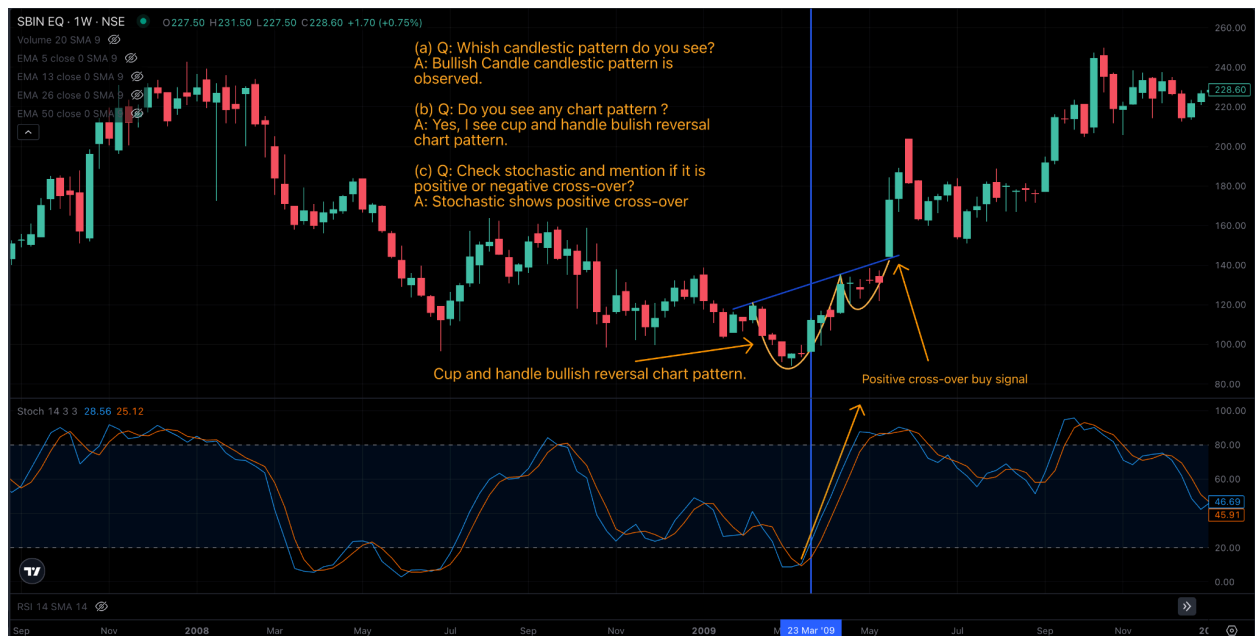 SBIN EQ · 1W · NSE O227.50 H231.50 L227.50 C228.60 +1.70 (+0.75%)
Volume 20 SMA 9
EMA 5 close 0 SMA 9
EMA 13 close 0 SMA 9
EMA 26 close 0 SMA 9
EMA 50 close 0 SMA 9
(a) Q: Whish candlestic pattern do you see?
A: Bullish Candle candlestic pattern is
observed.
(b) Q: Do you see any chart pattern ?
A: Yes, I see cup and handle bulish reversal
chart pattern.
(c) Q: Check stochastic and mention if it is
positive or negative cross-over?
A: Stochastic shows positive cross-over
260.00
240.00
228.60
220.00
200.00
180.00
160.00
140.00
120.00
100.00
80.00
Cup and handle bullish reversal chart pattern.
Positive cross-over buy signal
Stoch 14 3 3 28.56 25.12
100.00
80.00
60.00
46.69
45.91
20.00
0.00
RSI 14 SMA 14
Sep Nov 2008 Mar May Jul Sep Nov 2009 23 Mar '09 May Jul Sep Nov